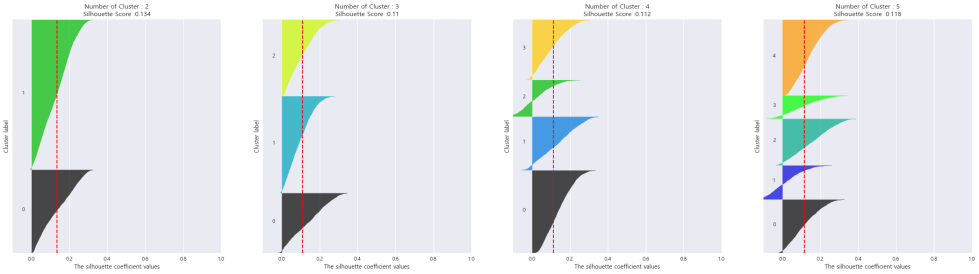 Number of Cluster : 2
Silhouette Score :0.134
Cluster label
1
0
0.0 0.2 0.4 0.6 0.8 1.0
The silhouette coefficient values
Number of Cluster : 3
Silhouette Score :0.11
Cluster label
2
1
0
0.0 0.2 0.4 0.6 0.8 1.0
The silhouette coefficient values
Number of Cluster : 4
Silhouette Score :0.112
Cluster label
3
2
1
0
0.0 0.2 0.4 0.6 0.8 1.0
The silhouette coefficient values
Number of Cluster : 5
Silhouette Score :0.118
Cluster label
4
3
2
1
0
0.0 0.2 0.4 0.6 0.8 1.0
The silhouette coefficient values